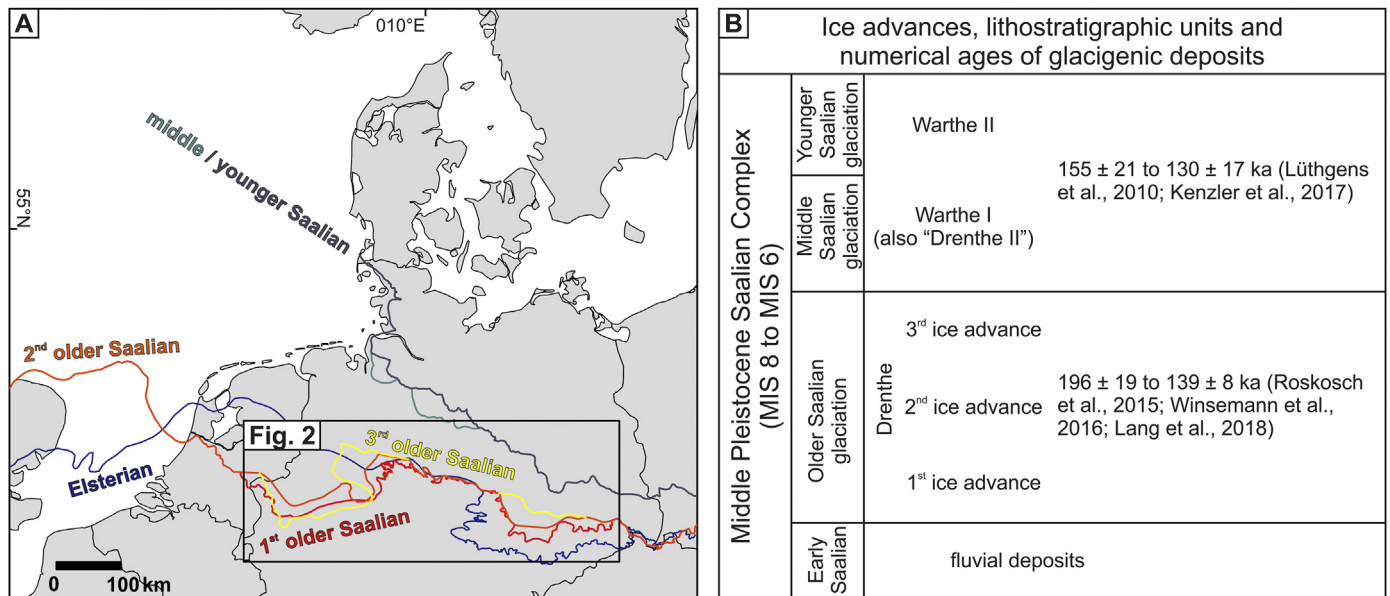 A
010°E
55°N
middle / younger Saalian
2nd older Saalian
Elsterian
Fig. 2
3rd older Saalian
1st older Saalian
0 100 km
B
Ice advances, lithostratigraphic units and
numerical ages of glacigenic deposits
Middle Pleistocene Saalian Complex
(MIS 8 to MIS 6)
Younger
Saalian
glaciation
Warthe II
Middle
Saalian
glaciation
Warthe I
(also “Drenthe II”)
155 ± 21 to 130 ± 17 ka (Lüthgens
et al., 2010; Kenzler et al., 2017)
Older Saalian
glaciation
Drenthe
3rd ice advance
2nd ice advance
1st ice advance
196 ± 19 to 139 ± 8 ka (Roskosch
et al., 2015; Winsemann et al.,
2016; Lang et al., 2018)
Early
Saalian
fluvial deposits